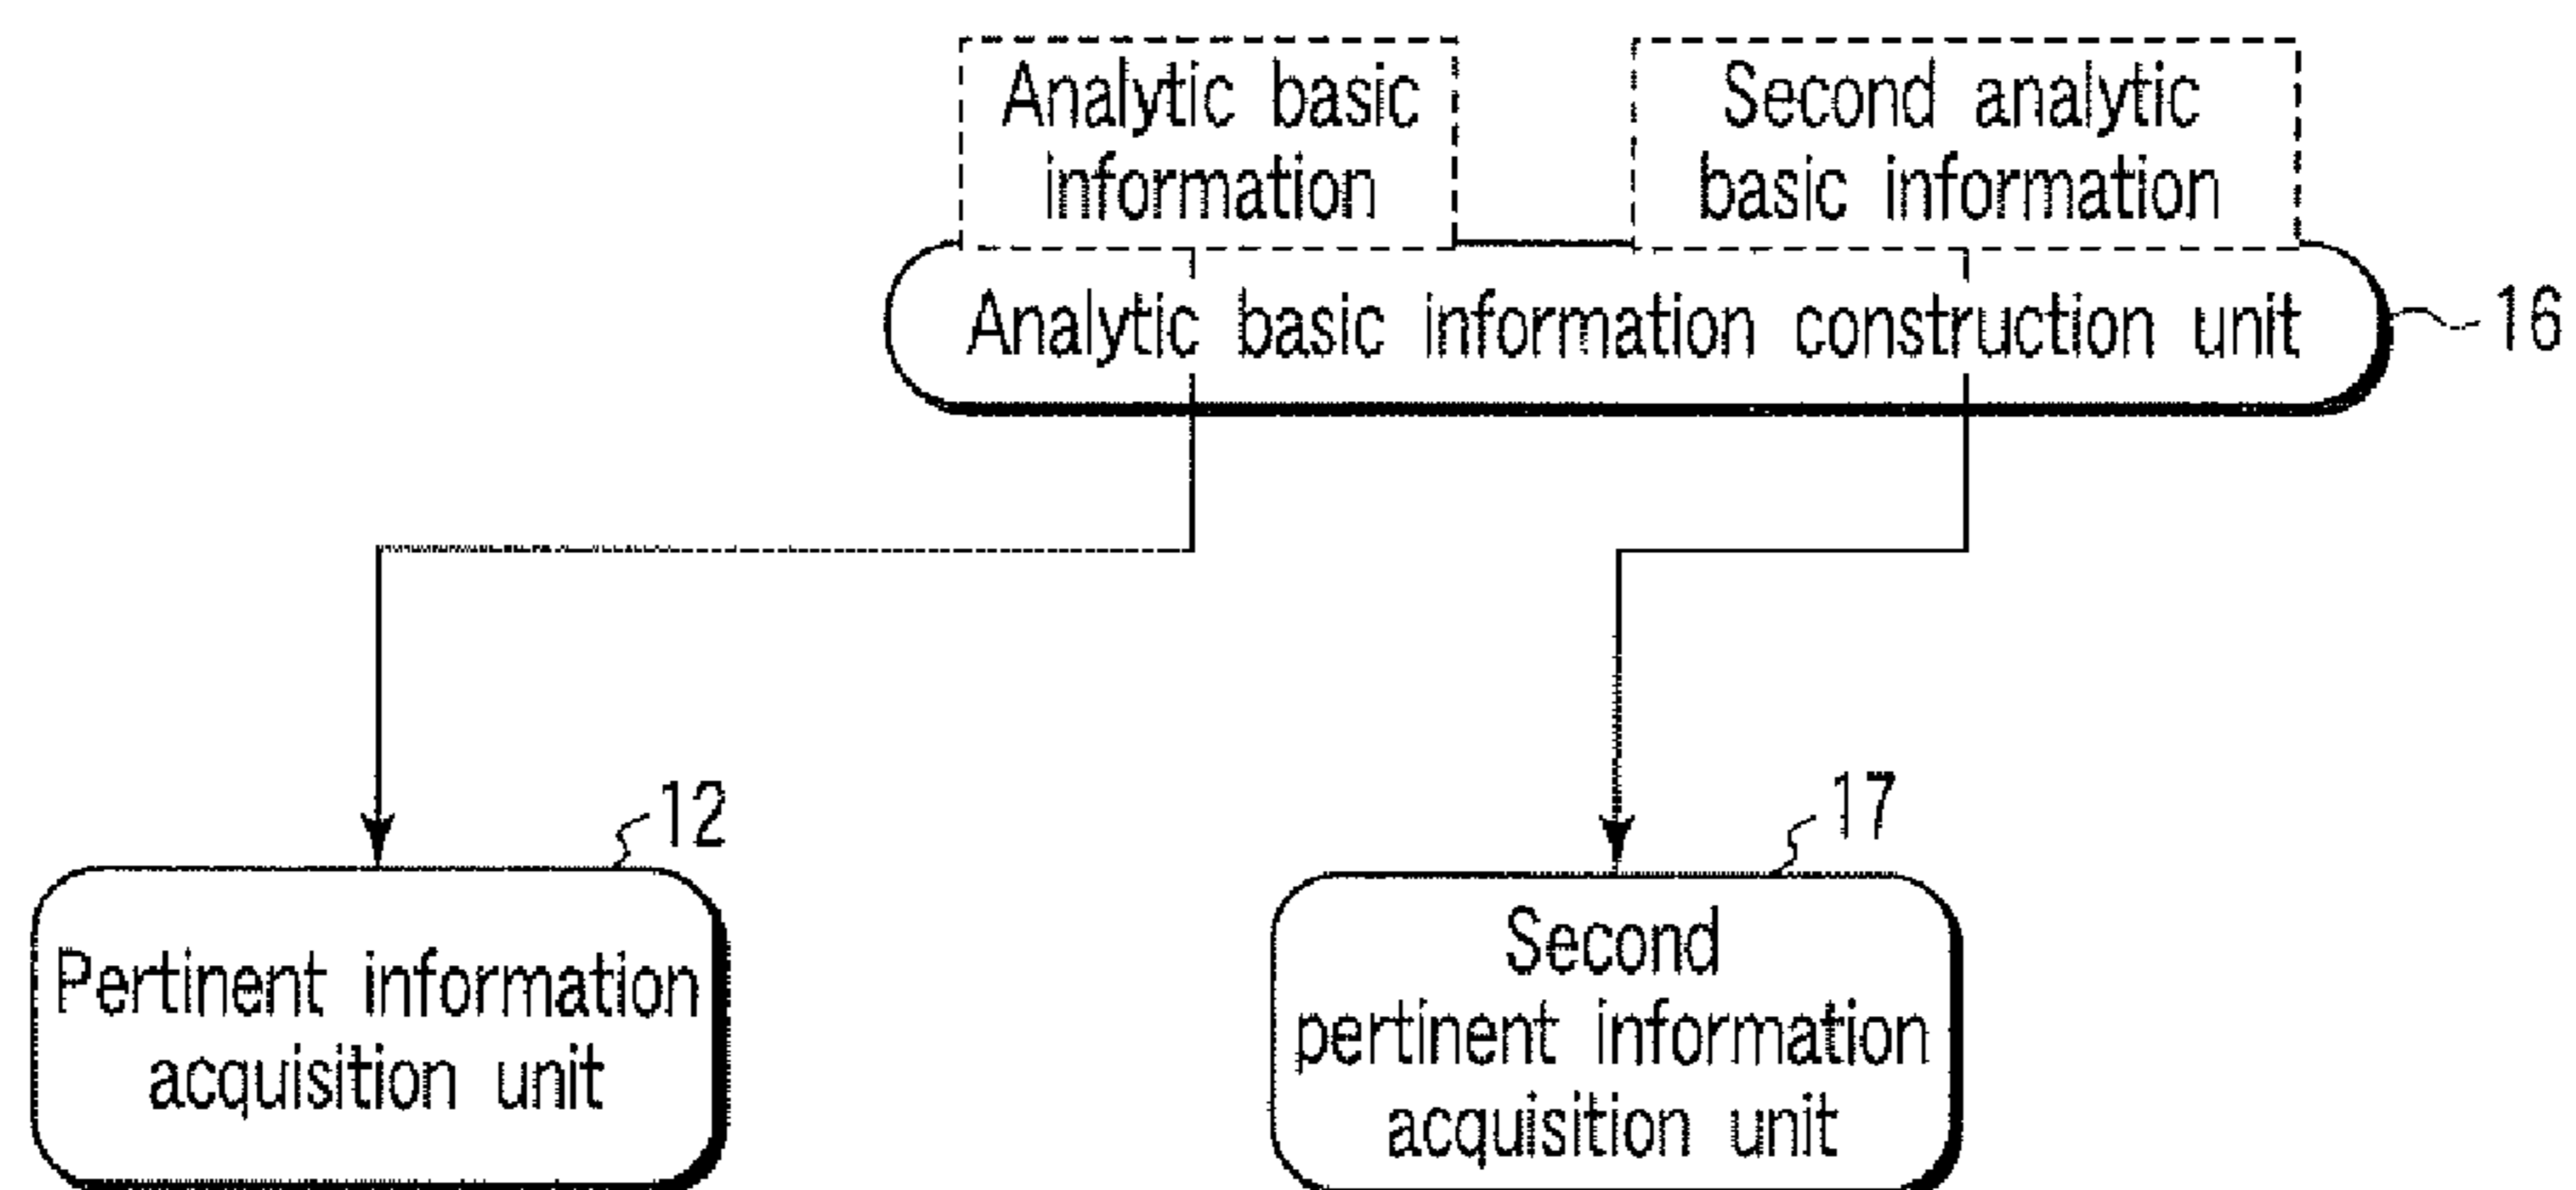 Analytic basic
information
Second analytic
basic information
Analytic basic information construction unit
16
12
Pertinent information
acquisition unit
17
Second
pertinent information
acquisition unit